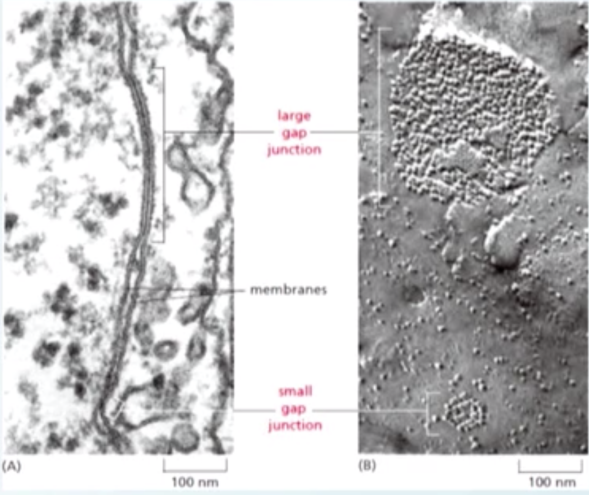 large
gap
junction
membranes
small
gap
junction
(A)
100 nm
(B)
100 nm